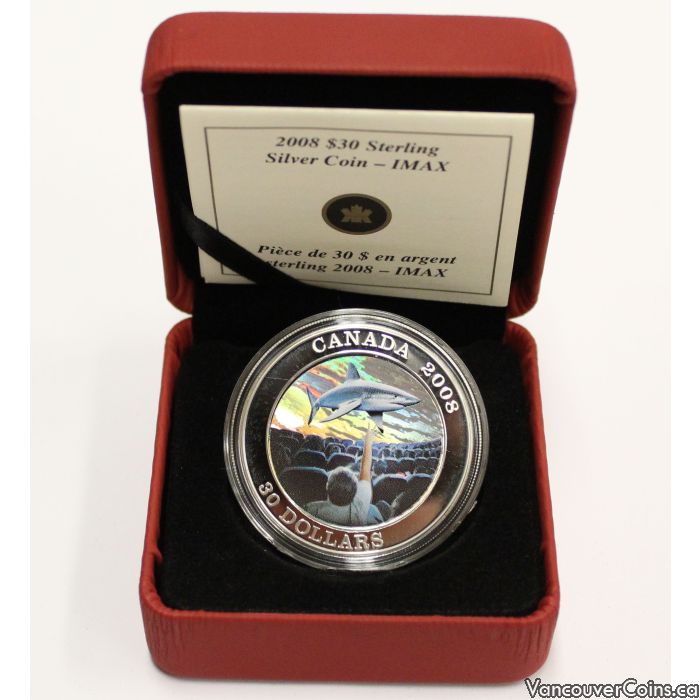 2008 $30 Sterling
Silver Coin – IMAX
Pièce de 30 $ en argent
sterling 2008 – IMAX
CANADA 2008
30 DOLLARS
VancouverCoins.ca